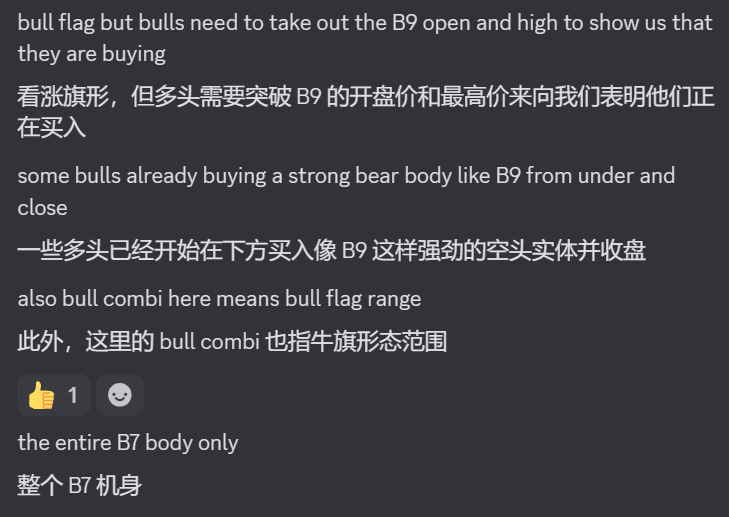 bull flag but bulls need to take out the B9 open and high to show us that
they are buying
看涨旗形，但多头需要突破 B9 的开盘价和最高价来向我们表明他们正
在买入
some bulls already buying a strong bear body like B9 from under and
close
一些多头已经开始在下方买入像 B9 这样强劲的空头实体并收盘
also bull combi here means bull flag range
此外，这里的 bull combi 也指牛旗形态范围
1
the entire B7 body only
整个 B7 机身